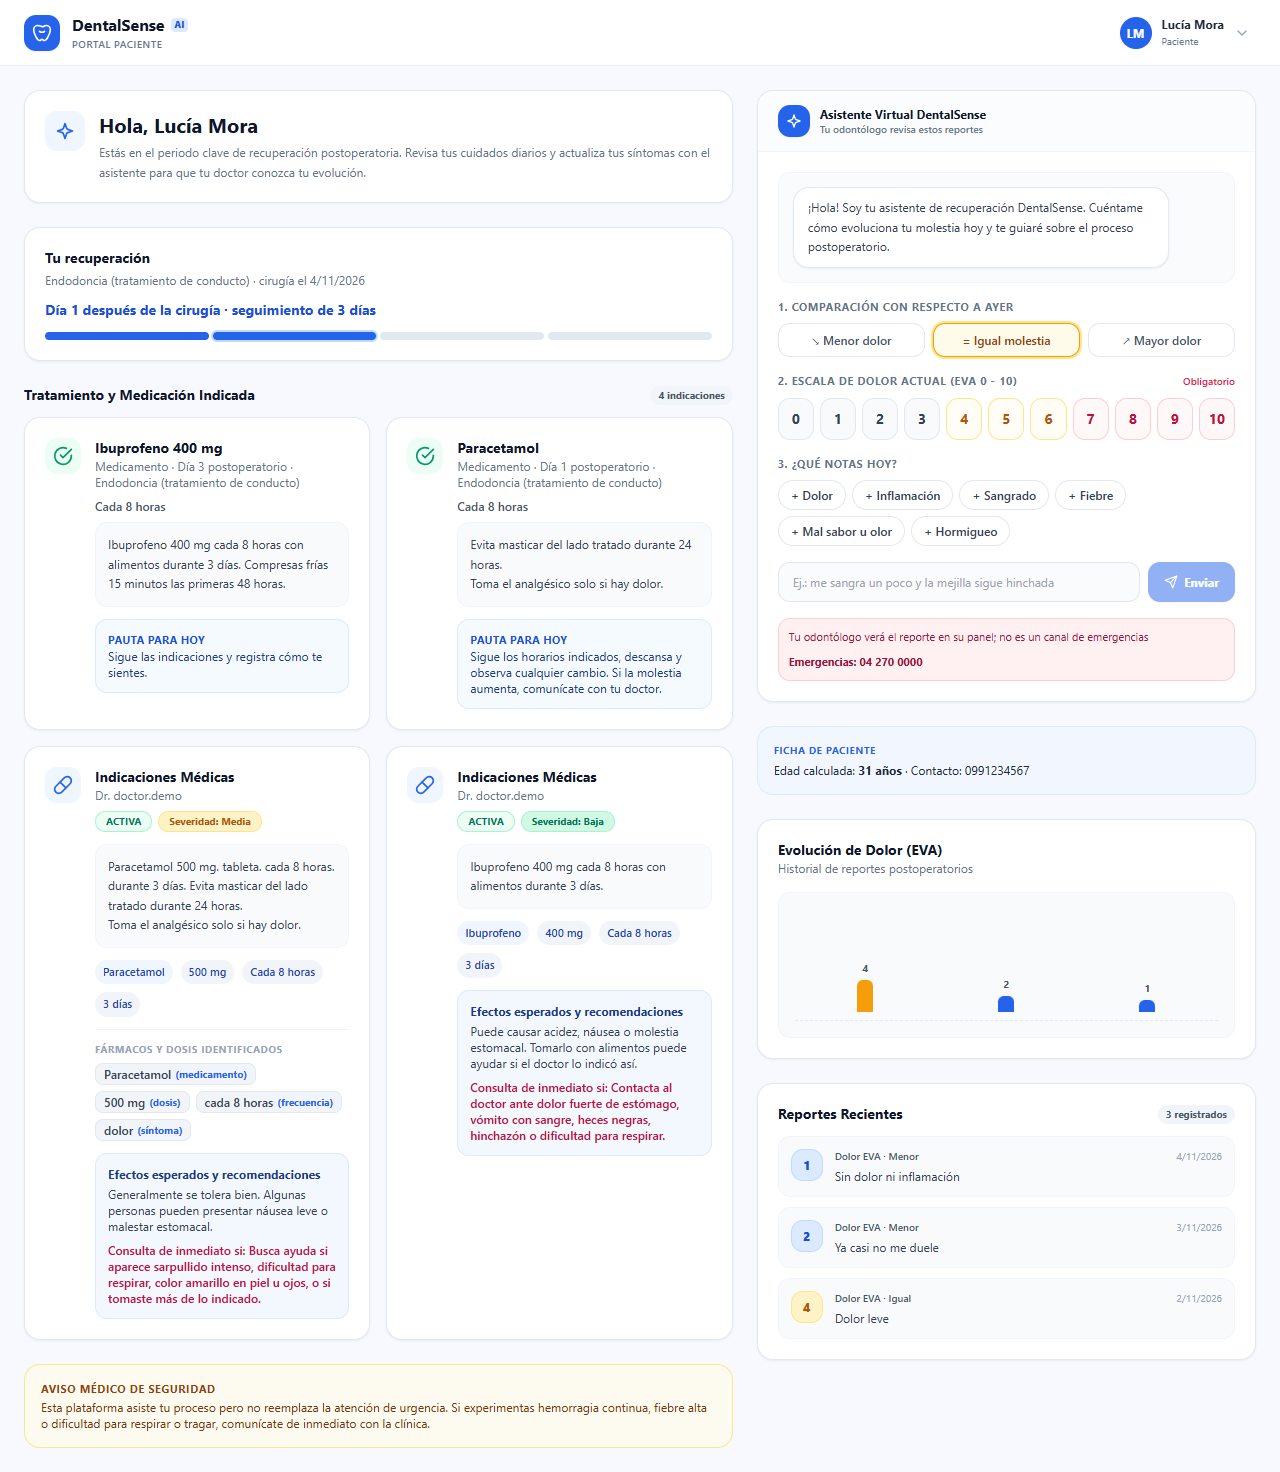 DentalSense AI
PORTAL PACIENTE
LM
Lucía Mora
Paciente
Hola, Lucía Mora
Estás en el periodo clave de recuperación postoperatoria. Revisa tus cuidados diarios y actualiza tus síntomas con el
asistente para que tu doctor conozca tu evolución.
Tu recuperación
Endodoncia (tratamiento de conducto) · cirugía el 4/11/2026
Día 1 después de la cirugía · seguimiento de 3 días
Tratamiento y Medicación Indicada
4 indicaciones
Ibuprofeno 400 mg
Medicamento · Día 3 postoperatorio ·
Endodoncia (tratamiento de conducto)
Cada 8 horas
Ibuprofeno 400 mg cada 8 horas con
alimentos durante 3 días. Compresas frías
15 minutos las primeras 48 horas.
PAUTA PARA HOY
Sigue las indicaciones y registra cómo te
sientes.
Paracetamol
Medicamento · Día 1 postoperatorio ·
Endodoncia (tratamiento de conducto)
Cada 8 horas
Evita masticar del lado tratado durante 24
horas.
Toma el analgésico solo si hay dolor.
PAUTA PARA HOY
Sigue los horarios indicados, descansa y
observa cualquier cambio. Si la molestia
aumenta, comunícate con tu doctor.
Indicaciones Médicas
Dr. doctor.demo
ACTIVA
Severidad: Media
Paracetamol 500 mg. tableta. cada 8 horas.
durante 3 días. Evita masticar del lado
tratado durante 24 horas.
Toma el analgésico solo si hay dolor.
Paracetamol
500 mg
Cada 8 horas
3 días
FÁRMACOS Y DOSIS IDENTIFICADOS
Paracetamol (medicamento)
500 mg (dosis)
cada 8 horas (frecuencia)
dolor (síntoma)
Efectos esperados y recomendaciones
Generalmente se tolera bien. Algunas
personas pueden presentar náusea leve o
malestar estomacal.
Consulta de inmediato si: Busca ayuda si
aparece sarpullido intenso, dificultad para
respirar, color amarillo en piel u ojos, o si
tomaste más de lo indicado.
Indicaciones Médicas
Dr. doctor.demo
ACTIVA
Severidad: Baja
Ibuprofeno 400 mg cada 8 horas con
alimentos durante 3 días.
Ibuprofeno
400 mg
Cada 8 horas
3 días
Efectos esperados y recomendaciones
Puede causar acidez, náusea o molestia
estomacal. Tomarlo con alimentos puede
ayudar si el doctor lo indicó así.
Consulta de inmediato si: Contacta al
doctor ante dolor fuerte de estómago,
vómito con sangre, heces negras,
hinchazón o dificultad para respirar.
AVISO MÉDICO DE SEGURIDAD
Esta plataforma asiste tu proceso pero no reemplaza la atención de urgencia. Si experimentas hemorragia continua, fiebre alta
o dificultad para respirar o tragar, comunícate de inmediato con la clínica.
Asistente Virtual DentalSense
Tu odontólogo revisa estos reportes
¡Hola! Soy tu asistente de recuperación DentalSense. Cuéntame
cómo evoluciona tu molestia hoy y te guiaré sobre el proceso
postoperatorio.
1. COMPARACIÓN CON RESPECTO A AYER
↘ Menor dolor
= Igual molestia
↗ Mayor dolor
2. ESCALA DE DOLOR ACTUAL (EVA 0 - 10)
Obligatorio
0 1 2 3 4 5 6 7 8 9 10
3. ¿QUÉ NOTAS HOY?
+ Dolor
+ Inflamación
+ Sangrado
+ Fiebre
+ Mal sabor u olor
+ Hormigueo
Ej.: me sangra un poco y la mejilla sigue hinchada
Enviar
Tu odontólogo verá el reporte en su panel; no es un canal de emergencias
Emergencias: 04 270 0000
FICHA DE PACIENTE
Edad calculada: 31 años · Contacto: 0991234567
Evolución de Dolor (EVA)
Historial de reportes postoperatorios
4
2
1
Reportes Recientes
3 registrados
1
Dolor EVA · Menor
4/11/2026
Sin dolor ni inflamación
2
Dolor EVA · Menor
3/11/2026
Ya casi no me duele
4
Dolor EVA · Igual
2/11/2026
Dolor leve